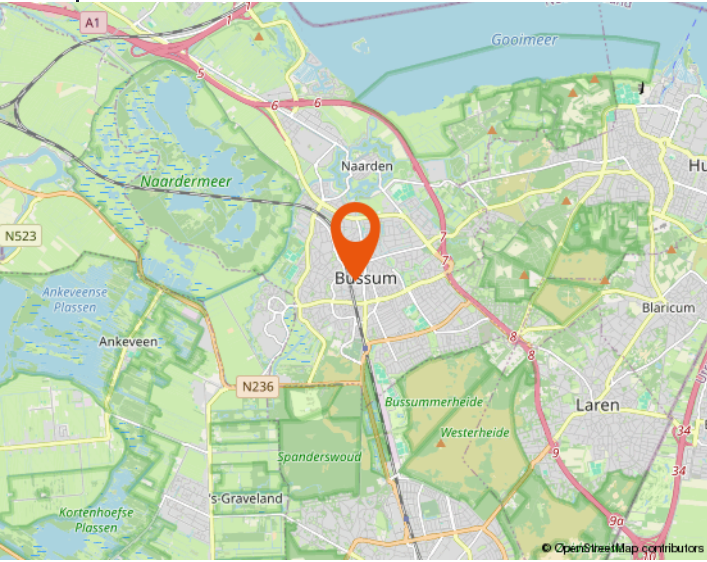 A1
1
1
Gooimeer
5
6
6
Naarden
Hu
Naardermeer
N523
7
7
Bussum
Ankeveense
Plassen
Blaricum
Ankeveen
8
8
N236
Bussummerheide
Laren
Westerheide
34
9
34
Spanderswoud
's-Graveland
Kortenhoefse
Plassen
9a
© OpenStreetMap contributors